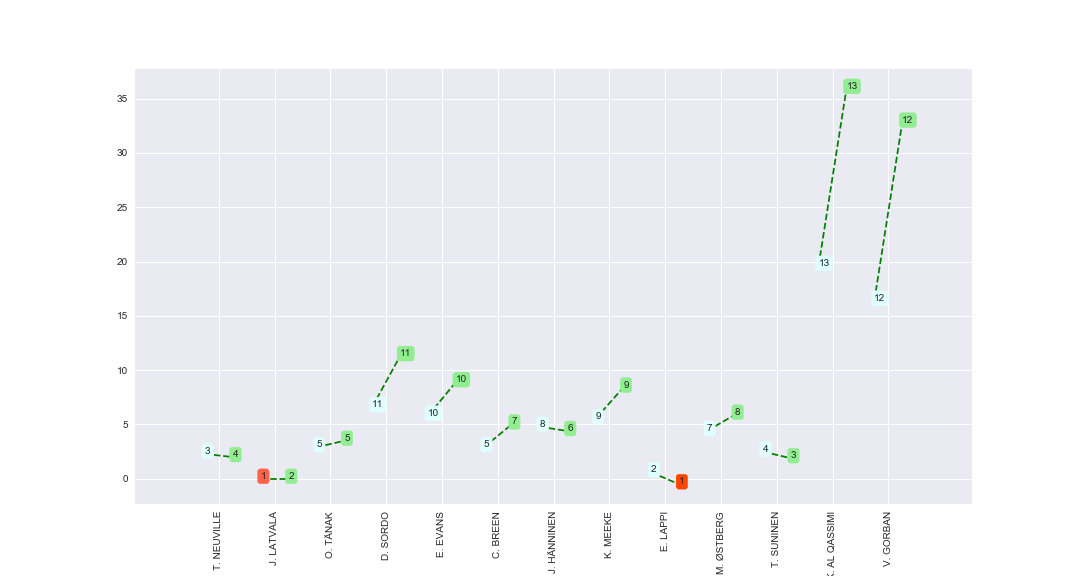 35
30
25
20
15
10
5
0
3
4
1
2
5
5
11
11
10
10
5
7
8
6
9
9
2
1
7
8
4
3
13
13
12
12
T. NEUVILLE
J. LATVALA
O. TÄNAK
D. SORDO
E. EVANS
C. BREEN
J. HÄNNINEN
K. MEEKE
E. LAPPI
M. ØSTBERG
T. SUNINEN
AL QASSIMI
V. GORBAN